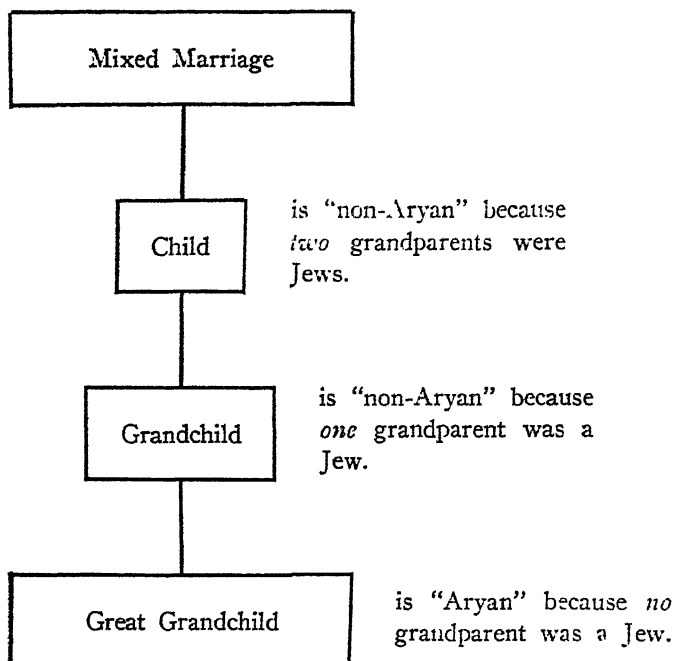 Mixed Marriage
Child
is "non-Aryan" because
two grandparents were
Jews.
Grandchild
is "non-Aryan" because
one grandparent was a
Jew.
Great Grandchild
is "Aryan" because no
grandparent was a Jew.